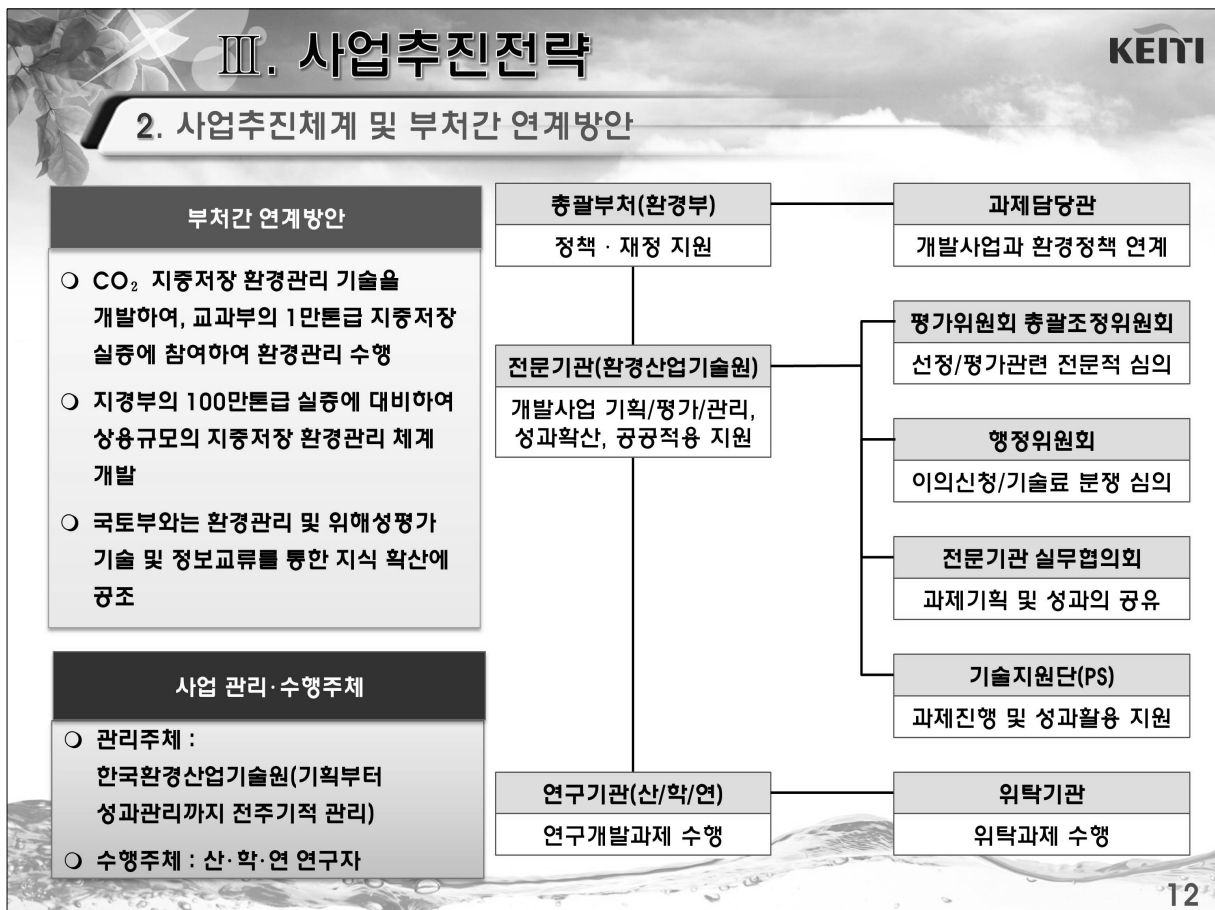 Ⅲ. 사업추진전략
KEITI
2. 사업추진체계 및 부처간 연계방안
부처간 연계방안
❍ CO₂ 지중저장 환경관리 기술을
개발하여, 교과부의 1만톤급 지중저장
실증에 참여하여 환경관리 수행
❍ 지경부의 100만톤급 실증에 대비하여
상용규모의 지중저장 환경관리 체계
개발
❍ 국토부와는 환경관리 및 위해성평가
기술 및 정보교류를 통한 지식 확산에
공조
사업 관리·수행주체
❍ 관리주체 :
한국환경산업기술원(기획부터
성과관리까지 전주기적 관리)
❍ 수행주체 : 산·학·연 연구자
총괄부처(환경부)
정책 · 재정 지원
과제담당관
개발사업과 환경정책 연계
전문기관(환경산업기술원)
개발사업 기획/평가/관리,
성과확산, 공공적용 지원
평가위원회 총괄조정위원회
선정/평가관련 전문적 심의
행정위원회
이의신청/기술료 분쟁 심의
전문기관 실무협의회
과제기획 및 성과의 공유
기술지원단(PS)
과제진행 및 성과활용 지원
연구기관(산/학/연)
연구개발과제 수행
위탁기관
위탁과제 수행
12